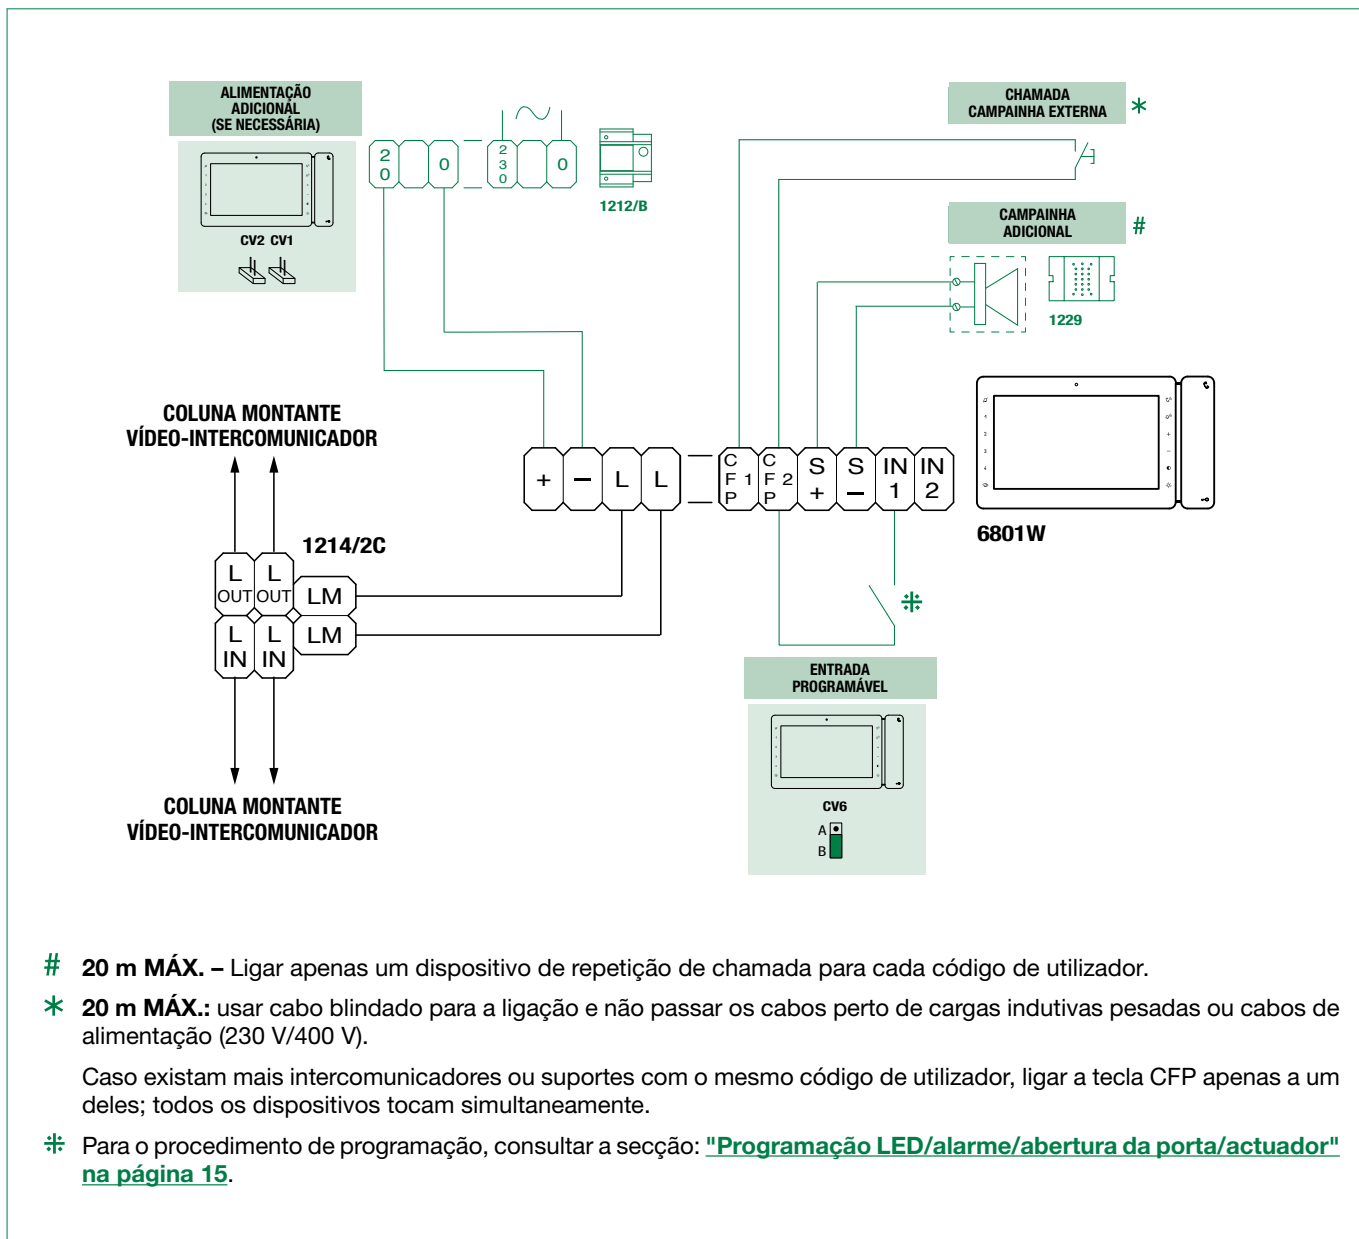 ALIMENTAÇÃO
ADICIONAL
(SE NECESSÁRIA)
CV2 CV1
2
0
0
2
3
0
0
1212/B
CHAMADA
CAMPAINHA EXTERNA *
CAMPAINHA
ADICIONAL #
1229
COLUNA MONTANTE
VÍDEO-INTERCOMUNICADOR
+ − L L
CFP 1 CFP 2 S + S − IN 1 IN 2
6801W
1214/2C
L OUT L OUT LM
L IN L IN LM
COLUNA MONTANTE
VÍDEO-INTERCOMUNICADOR
ENTRADA
PROGRAMÁVEL
CV6
A
B
# 20 m MÁX. – Ligar apenas um dispositivo de repetição de chamada para cada código de utilizador.
* 20 m MÁX.: usar cabo blindado para a ligação e não passar os cabos perto de cargas indutivas pesadas ou cabos de
alimentação (230 V/400 V).
Caso existam mais intercomunicadores ou suportes com o mesmo código de utilizador, ligar a tecla CFP apenas a um
deles; todos os dispositivos tocam simultaneamente.
Para o procedimento de programação, consultar a secção: "Programação LED/alarme/abertura da porta/actuador"
na página 15.